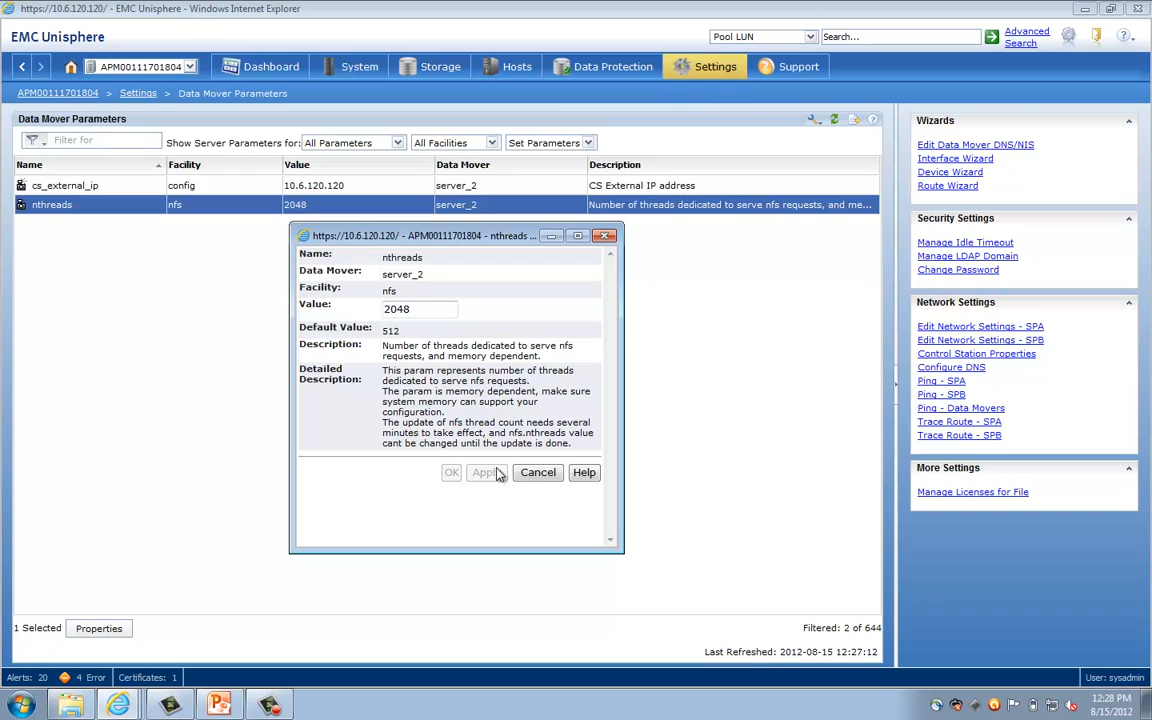 https://10.6.120.120/ - EMC Unisphere - Windows Internet Explorer
EMC Unisphere
Pool LUN
Search...
Advanced
Search
APM00111701804
Dashboard
System
Storage
Hosts
Data Protection
Settings
Support
APM00111701804 > Settings > Data Mover Parameters
Data Mover Parameters
Filter for
Show Server Parameters for: All Parameters
All Facilities
Set Parameters
Name Facility Value Data Mover Description
cs_external_ip config 10.6.120.120 server_2 CS External IP address
nthreads nfs 2048 server_2 Number of threads dedicated to serve nfs requests, and me...
https://10.6.120.120/ - APM00111701804 - nthreads ...
Name: nthreads
Data Mover: server_2
Facility: nfs
Value: 2048
Default Value: 512
Description: Number of threads dedicated to serve nfs
requests, and memory dependent.
Detailed Description: This param represents number of threads
dedicated to serve nfs requests.
The param is memory dependent, make sure
system memory can support your
configuration.
The update of nfs thread count needs several
minutes to take effect, and nfs.nthreads value
cant be changed until the update is done.
OK Apply Cancel Help
1 Selected Properties
Filtered: 2 of 644
Last Refreshed: 2012-08-15 12:27:12
Wizards
Edit Data Mover DNS/NIS
Interface Wizard
Device Wizard
Route Wizard
Security Settings
Manage Idle Timeout
Manage LDAP Domain
Change Password
Network Settings
Edit Network Settings - SPA
Edit Network Settings - SPB
Control Station Properties
Configure DNS
Ping - SPA
Ping - SPB
Ping - Data Movers
Trace Route - SPA
Trace Route - SPB
More Settings
Manage Licenses for File
Alerts: 20 4 Error Certificates: 1
User: sysadmin
12:28 PM
8/15/2012